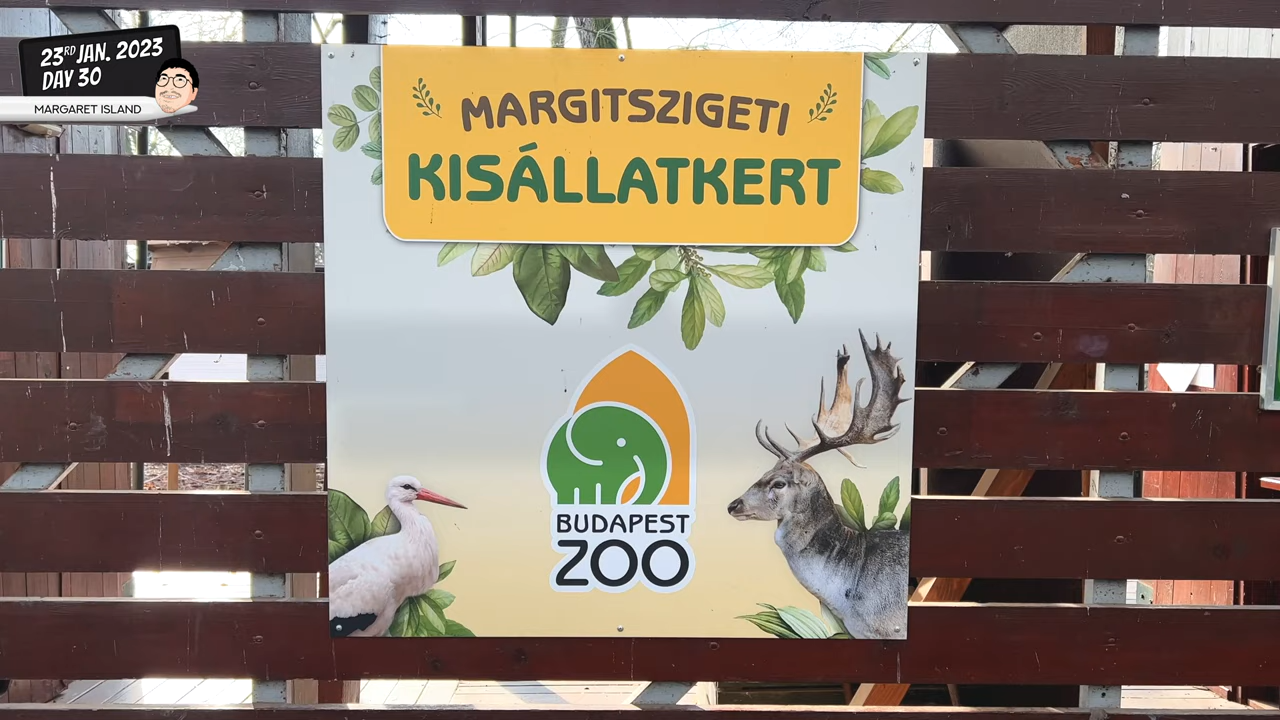 23RD JAN. 2023
DAY 30
MARGARET ISLAND
MARGITSZIGETI
KISÁLLATKERT
BUDAPEST
ZOO